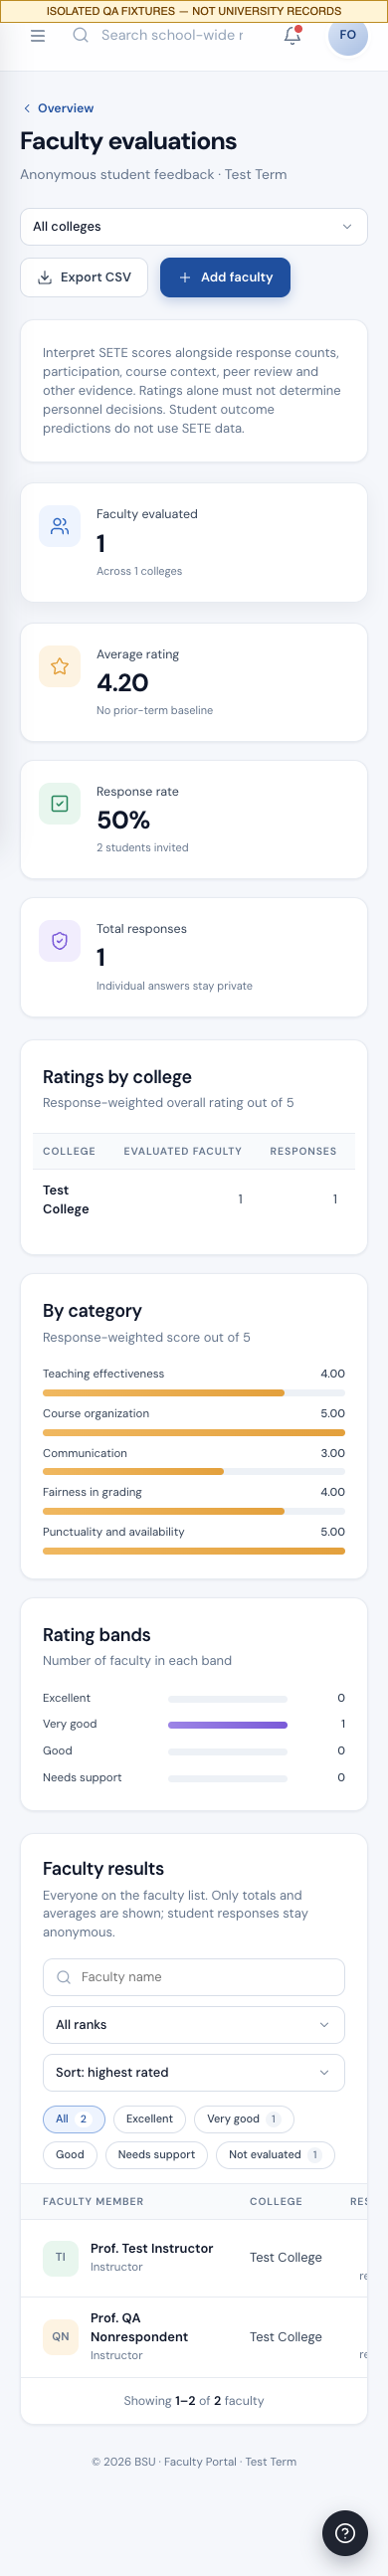 ISOLATED QA FIXTURES — NOT UNIVERSITY RECORDS
Search school-wide r
FO
Overview
Faculty evaluations
Anonymous student feedback · Test Term
All colleges
Export CSV
Add faculty
Interpret SETE scores alongside response counts,
participation, course context, peer review and
other evidence. Ratings alone must not determine
personnel decisions. Student outcome
predictions do not use SETE data.
Faculty evaluated
1
Across 1 colleges
Average rating
4.20
No prior-term baseline
Response rate
50%
2 students invited
Total responses
1
Individual answers stay private
Ratings by college
Response-weighted overall rating out of 5
COLLEGE EVALUATED FACULTY RESPONSES
Test
College
1 1
By category
Response-weighted score out of 5
Teaching effectiveness 4.00
Course organization 5.00
Communication 3.00
Fairness in grading 4.00
Punctuality and availability 5.00
Rating bands
Number of faculty in each band
Excellent 0
Very good 1
Good 0
Needs support 0
Faculty results
Everyone on the faculty list. Only totals and
averages are shown; student responses stay
anonymous.
Faculty name
All ranks
Sort: highest rated
All 2 Excellent Very good 1
Good Needs support Not evaluated 1
FACULTY MEMBER COLLEGE RES
TI Prof. Test Instructor Test College
Instructor re
QN Prof. QA
Nonrespondent Test College
Instructor re
Showing 1–2 of 2 faculty
© 2026 BSU · Faculty Portal · Test Term